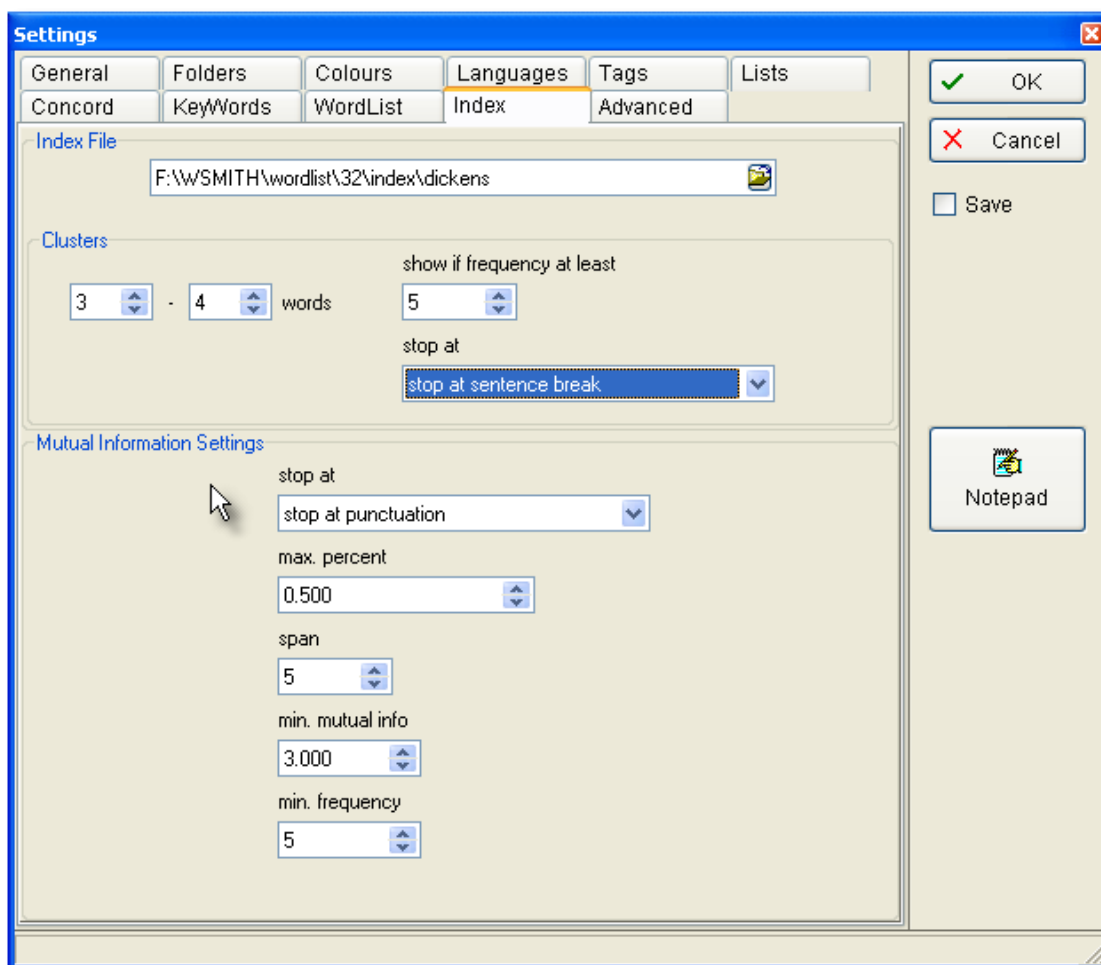 Settings
General Folders Colours Languages Tags Lists
Concord KeyWords WordList Index Advanced
OK
Cancel
Save
Index File
F:\WSMITH\wordlist\32\index\dickens
Clusters
show if frequency at least
3 - 4 words 5
stop at
stop at sentence break
Mutual Information Settings
stop at
stop at punctuation
Notepad
max. percent
0.500
span
5
min. mutual info
3.000
min. frequency
5